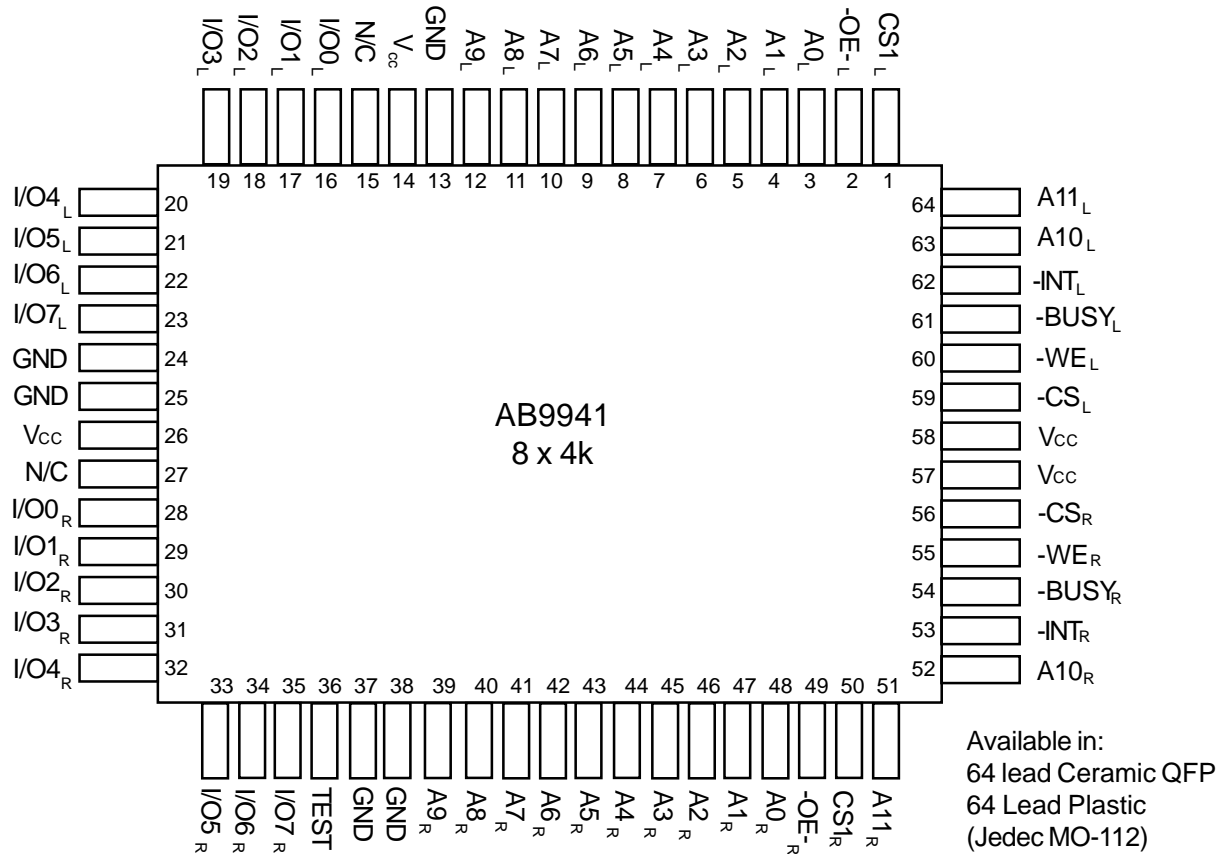 I/O3L I/O2L I/O1L I/O0L N/C Vcc GND A9L A8L A7L A6L A5L A4L A3L A2L A1L A0L -OE-L CS1L
19 18 17 16 15 14 13 12 11 10 9 8 7 6 5 4 3 2 1
I/O4L 20 64 A11L
I/O5L 21 63 A10L
I/O6L 22 62 -INTL
I/O7L 23 61 -BUSYL
GND 24 60 -WEL
GND 25 59 -CSL
Vcc 26 58 Vcc
N/C 27 57 Vcc
I/O0R 28 56 -CSR
I/O1R 29 55 -WER
I/O2R 30 54 -BUSYR
I/O3R 31 53 -INTR
I/O4R 32 52 A10R
AB9941
8 x 4k
33 34 35 36 37 38 39 40 41 42 43 44 45 46 47 48 49 50 51
I/O5R I/O6R I/O7R TEST GND GND A9R A8R A7R A6R A5R A4R A3R A2R A1R A0R -OE-R CS1R A11R
Available in:
64 lead Ceramic QFP
64 Lead Plastic
(Jedec MO-112)